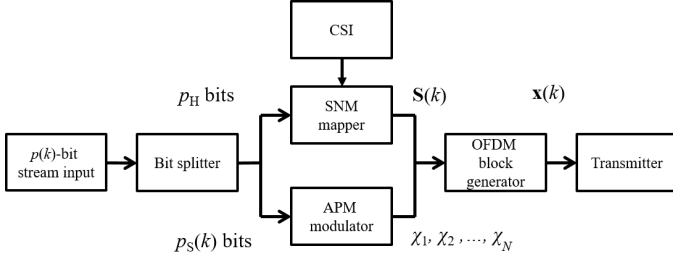 CSI
p_H bits
SNM
mapper
S(k)
x(k)
p(k)-bit
stream input
Bit splitter
OFDM
block
generator
Transmitter
APM
modulator
p_S(k) bits
χ_1, χ_2 , ..., χ_N